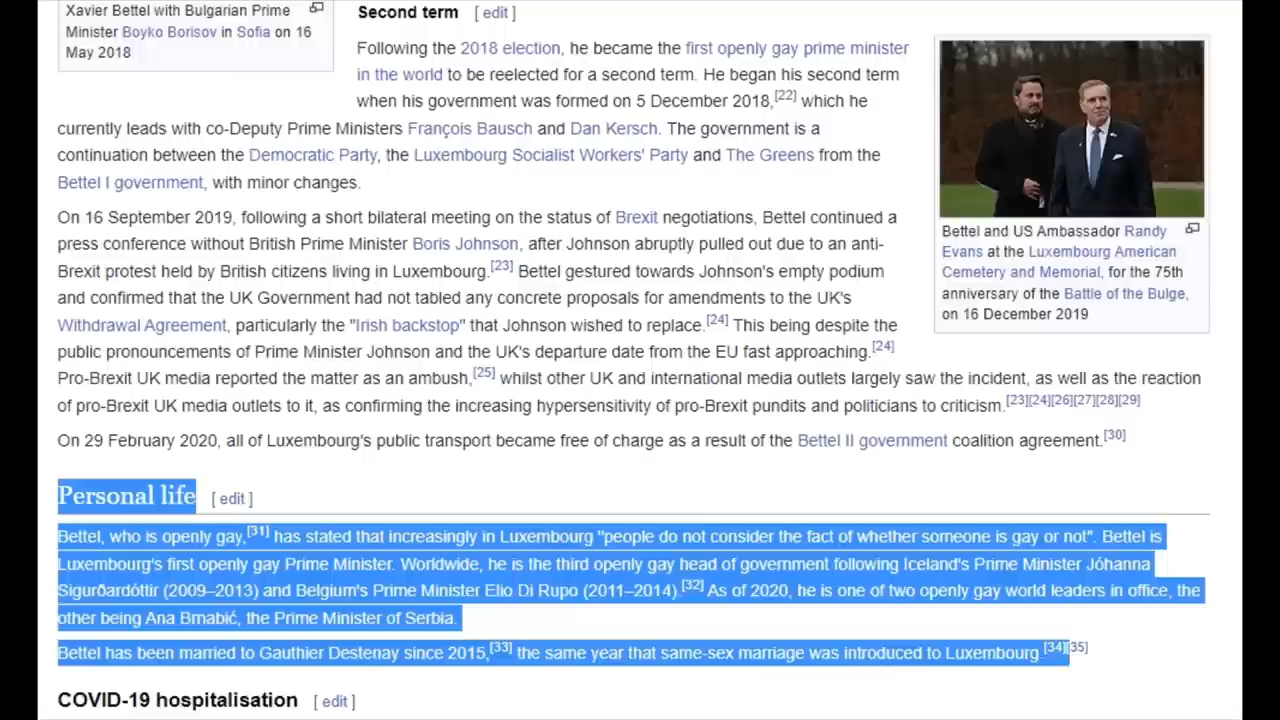 Xavier Bettel with Bulgarian Prime
Minister Boyko Borisov in Sofia on 16
May 2018
Second term [ edit ]
Following the 2018 election, he became the first openly gay prime minister
in the world to be reelected for a second term. He began his second term
when his government was formed on 5 December 2018,[22] which he
currently leads with co-Deputy Prime Ministers François Bausch and Dan Kersch. The government is a
continuation between the Democratic Party, the Luxembourg Socialist Workers' Party and The Greens from the
Bettel I government, with minor changes.
On 16 September 2019, following a short bilateral meeting on the status of Brexit negotiations, Bettel continued a
press conference without British Prime Minister Boris Johnson, after Johnson abruptly pulled out due to an anti-
Brexit protest held by British citizens living in Luxembourg.[23] Bettel gestured towards Johnson's empty podium
and confirmed that the UK Government had not tabled any concrete proposals for amendments to the UK's
Withdrawal Agreement, particularly the "Irish backstop" that Johnson wished to replace.[24] This being despite the
public pronouncements of Prime Minister Johnson and the UK's departure date from the EU fast approaching.[24]
Pro-Brexit UK media reported the matter as an ambush,[25] whilst other UK and international media outlets largely saw the incident, as well as the reaction
of pro-Brexit UK media outlets to it, as confirming the increasing hypersensitivity of pro-Brexit pundits and politicians to criticism.[23][24][26][27][28][29]
On 29 February 2020, all of Luxembourg's public transport became free of charge as a result of the Bettel II government coalition agreement.[30]
Bettel and US Ambassador Randy
Evans at the Luxembourg American
Cemetery and Memorial, for the 75th
anniversary of the Battle of the Bulge,
on 16 December 2019
Personal life [ edit ]
Bettel, who is openly gay,[31] has stated that increasingly in Luxembourg "people do not consider the fact of whether someone is gay or not". Bettel is
Luxembourg's first openly gay Prime Minister. Worldwide, he is the third openly gay head of government following Iceland's Prime Minister Jóhanna
Sigurðardóttir (2009–2013) and Belgium's Prime Minister Elio Di Rupo (2011–2014).[32] As of 2020, he is one of two openly gay world leaders in office, the
other being Ana Brnabić, the Prime Minister of Serbia.
Bettel has been married to Gauthier Destenay since 2015,[33] the same year that same-sex marriage was introduced to Luxembourg.[34][35]
COVID-19 hospitalisation [ edit ]